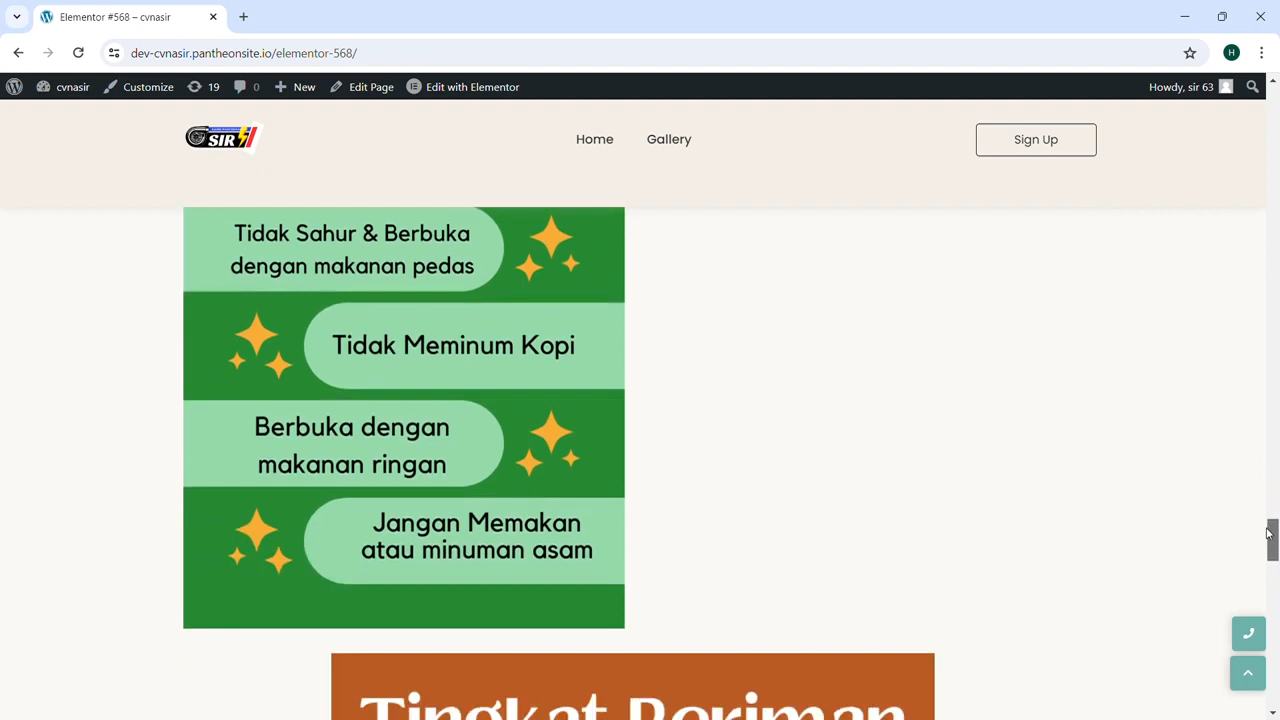 Elementor #568 – cvnasir
dev-cvnasir.pantheonsite.io/elementor-568/
H
cvnasir
Customize
19
0
New
Edit Page
Edit with Elementor
Howdy, sir 63
SIR
Home
Gallery
Sign Up
Tidak Sahur & Berbuka
dengan makanan pedas
Tidak Meminum Kopi
Berbuka dengan
makanan ringan
Jangan Memakan
atau minuman asam
Tingkat Beriman